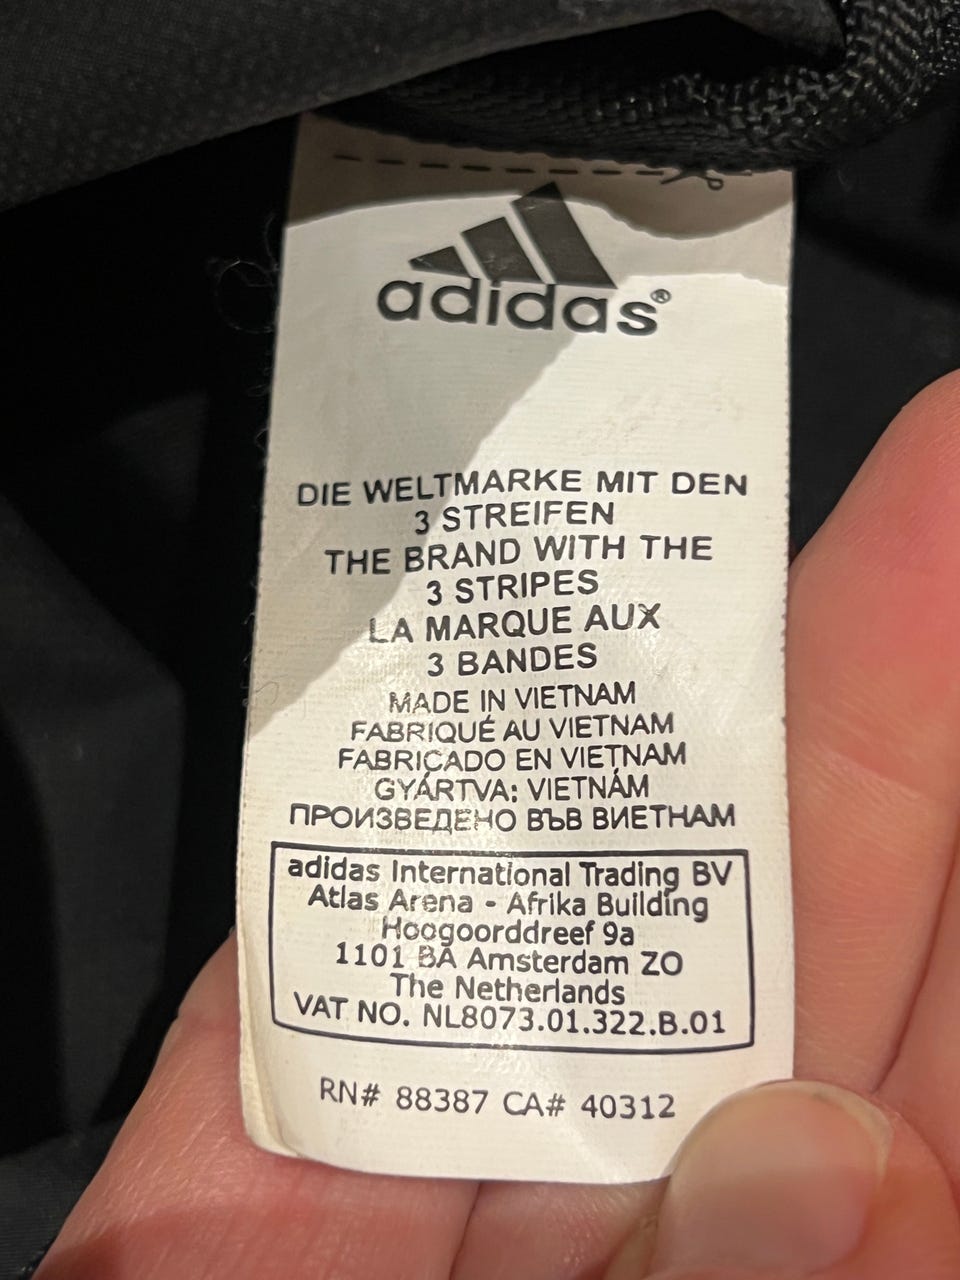 adidas®
DIE WELTMARKE MIT DEN
3 STREIFEN
THE BRAND WITH THE
3 STRIPES
LA MARQUE AUX
3 BANDES
MADE IN VIETNAM
FABRIQUÉ AU VIETNAM
FABRICADO EN VIETNAM
GYÁRTVA: VIETNÁM
ПРОИЗВЕДЕНО ВЪВ ВИЕТНАМ
adidas International Trading BV
Atlas Arena - Afrika Building
Hoogoorddreef 9a
1101 BA Amsterdam ZO
The Netherlands
VAT NO. NL8073.01.322.B.01
RN# 88387 CA# 40312